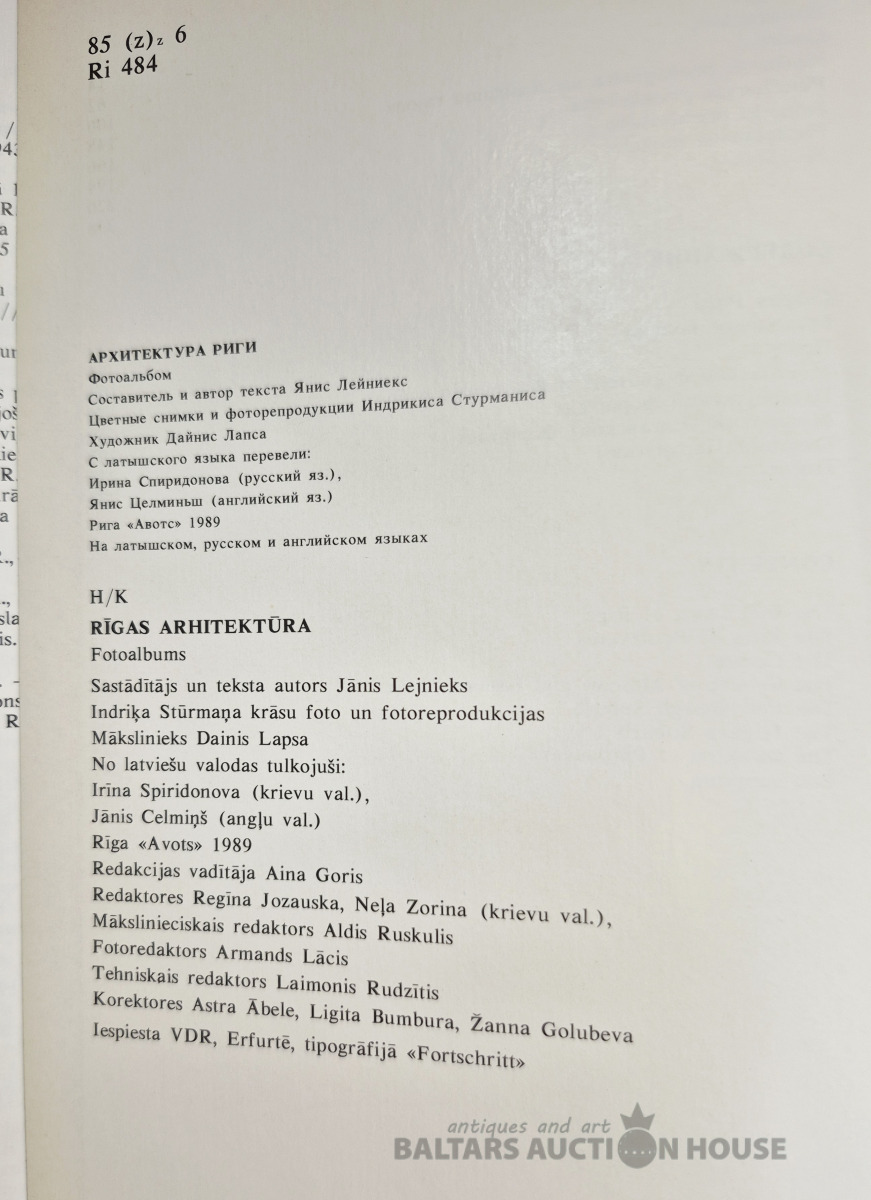 85 (z)z 6
Ri 484
АРХИТЕКТУРА РИГИ
Фотоальбом
Составитель и автор текста Янис Лейниекс
Цветные снимки и фоторепродукции Индрикиса Стурманиса
Художник Дайнис Лапса
С латышского языка перевели:
Ирина Спиридонова (русский яз.),
Янис Целминьш (английский яз.)
Рига «Авотс» 1989
На латышском, русском и английском языках
Н/К
RĪGAS ARHITEKTŪRA
Fotoalbums
Sastādītājs un teksta autors Jānis Lejnieks
Indriķa Stūrmaņa krāsu foto un fotoreprodukcijas
Mākslinieks Dainis Lapsa
No latviešu valodas tulkojuši:
Irīna Spiridonova (krievu val.),
Jānis Celmiņš (angļu val.)
Rīga «Avots» 1989
Redakcijas vadītāja Aina Goris
Redaktores Regīna Jozauska, Neļa Zorina (krievu val.),
Mākslinieciskais redaktors Aldis Ruskulis
Fotoredaktors Armands Lācis
Tehniskais redaktors Laimonis Rudzītis
Korektores Astra Ābele, Ligita Bumbura, Žanna Golubeva
Iespiesta VDR, Erfurtē, tipogrāfijā «Fortschritt»
antiques and art
BALTARS AUCTION HOUSE